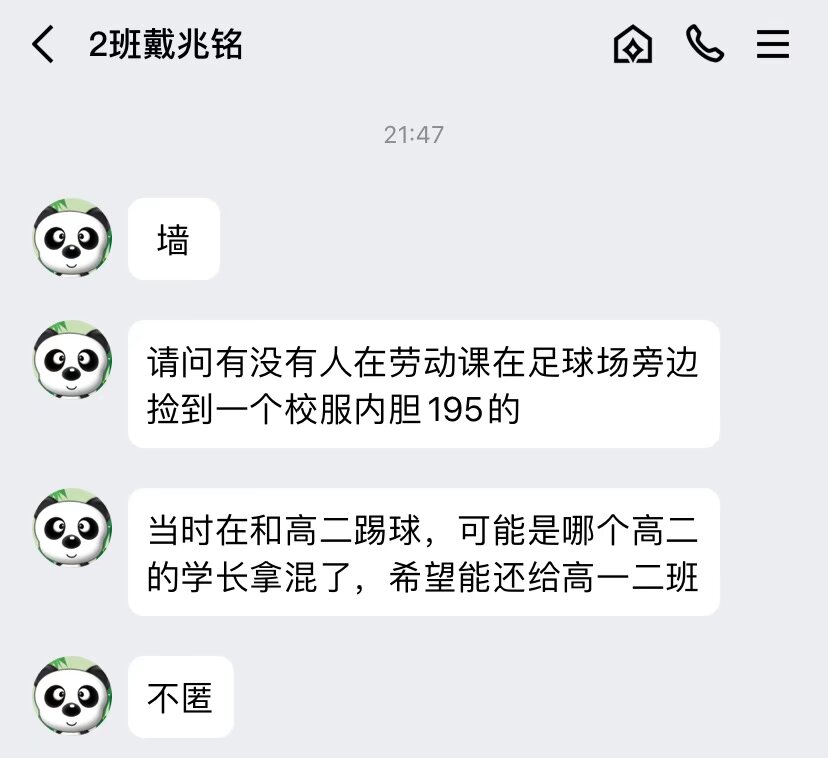 2班戴兆铭
21:47
墙
请问有没有人在劳动课在足球场旁边
捡到一个校服内胆195的
当时在和高二踢球，可能是哪个高二
的学长拿混了，希望能还给高一二班
不匿